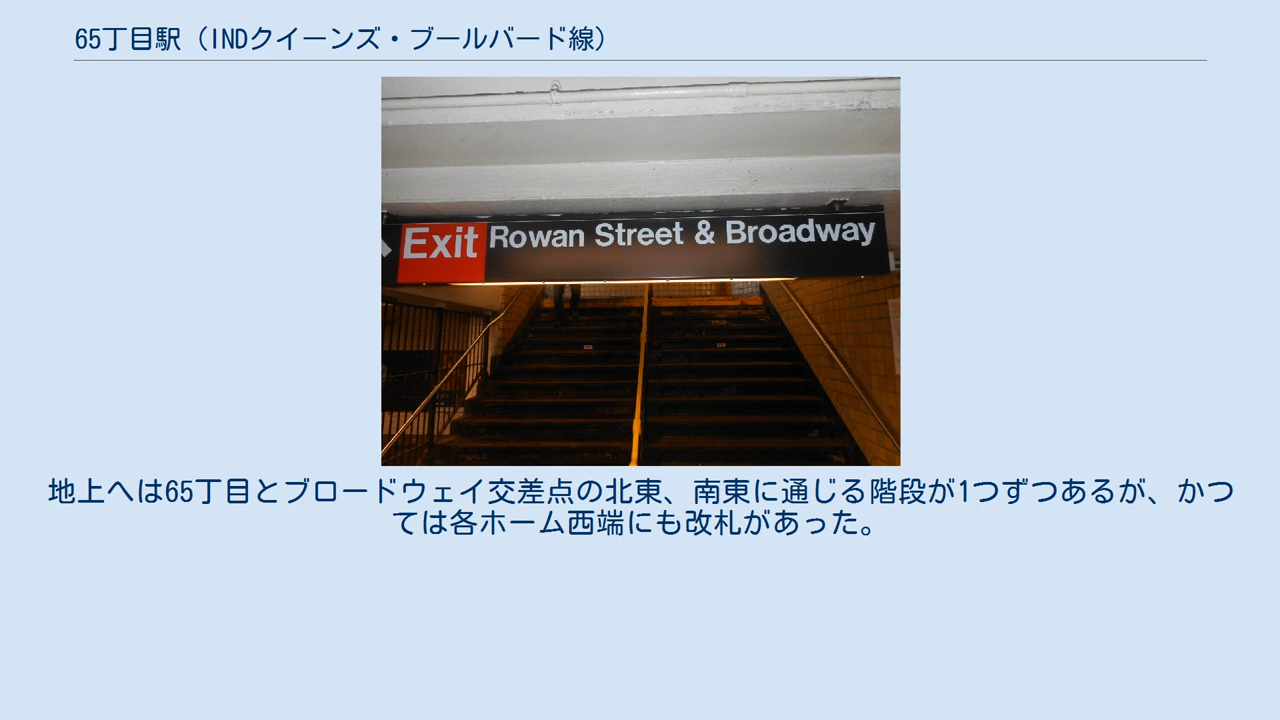 65丁目駅（INDクイーンズ・ブールバード線）
Exit Rowan Street & Broadway
地上へは65丁目とブロードウェイ交差点の北東、南東に通じる階段が1つずつあるが、かつ
ては各ホーム西端にも改札があった。